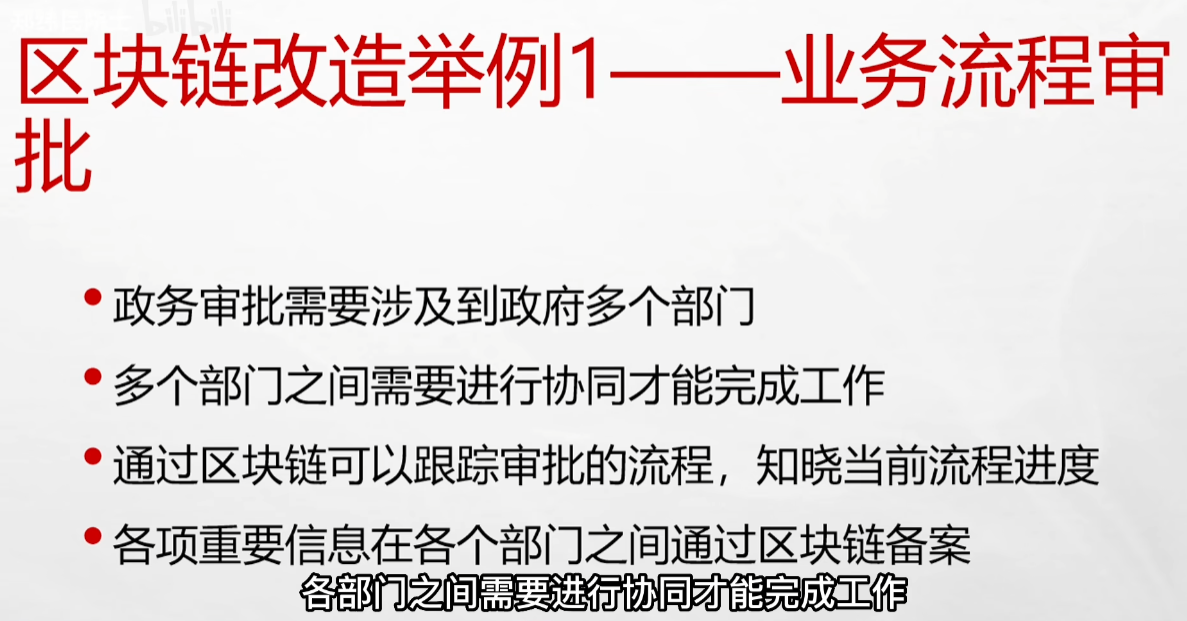 bilibili
区块链改造举例1——业务流程审
批
政务审批需要涉及到政府多个部门
多个部门之间需要进行协同才能完成工作
通过区块链可以跟踪审批的流程，知晓当前流程进度
各项重要信息在各个部门之间通过区块链备案
各部门之间需要进行协同才能完成工作